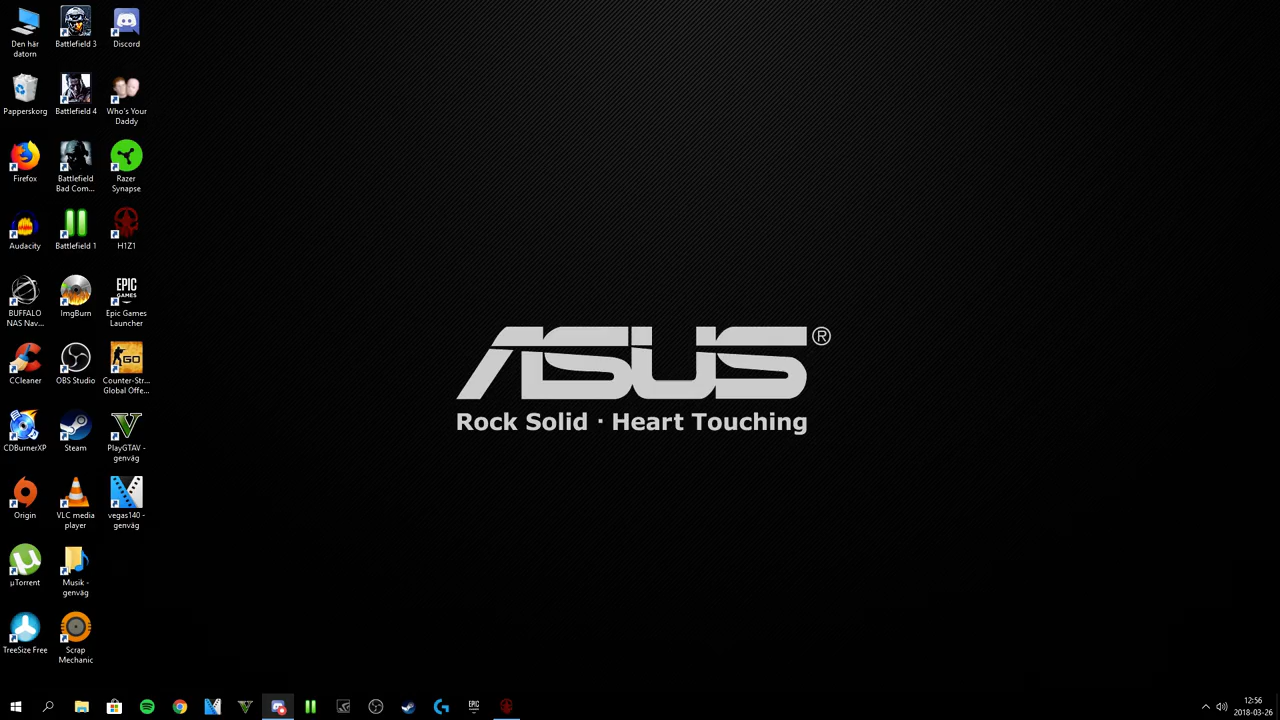 Den här
datorn
Battlefield 3
Discord
Papperskorg
Battlefield 4
Who's Your
Daddy
Firefox
Battlefield
Bad Com...
Razer
Synapse
Audacity
Battlefield 1
H1Z1
BUFFALO
NAS Nav...
ImgBurn
EPIC
GAMES
Epic Games
Launcher
CCleaner
OBS Studio
GO
Counter-Str...
Global Offe...
CDBurnerXP
Steam
PlayGTAV -
genväg
Origin
VLC media
player
vegas140 -
genväg
µTorrent
Musik -
genväg
TreeSize Free
Scrap
Mechanic
ASUS®
Rock Solid · Heart Touching
EPIC
12:56
2018-03-26